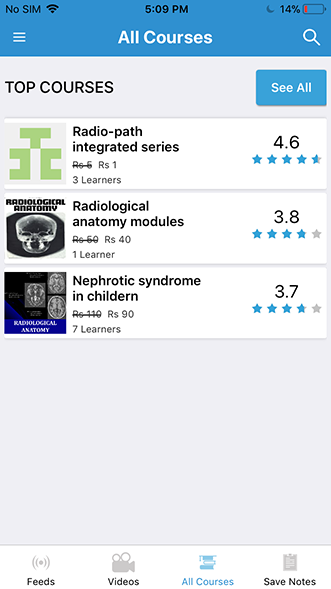 No SIM 5:09 PM 14%
All Courses
TOP COURSES
See All
Radio-path
integrated series
Rs 5 Rs 1
3 Learners
4.6
RADIOLOGICAL
ANATOMY
Radiological
anatomy modules
Rs 50 Rs 40
1 Learner
3.8
RADIOLOGICAL
ANATOMY
Nephrotic syndrome
in childern
Rs 110 Rs 90
7 Learners
3.7
Feeds Videos All Courses Save Notes